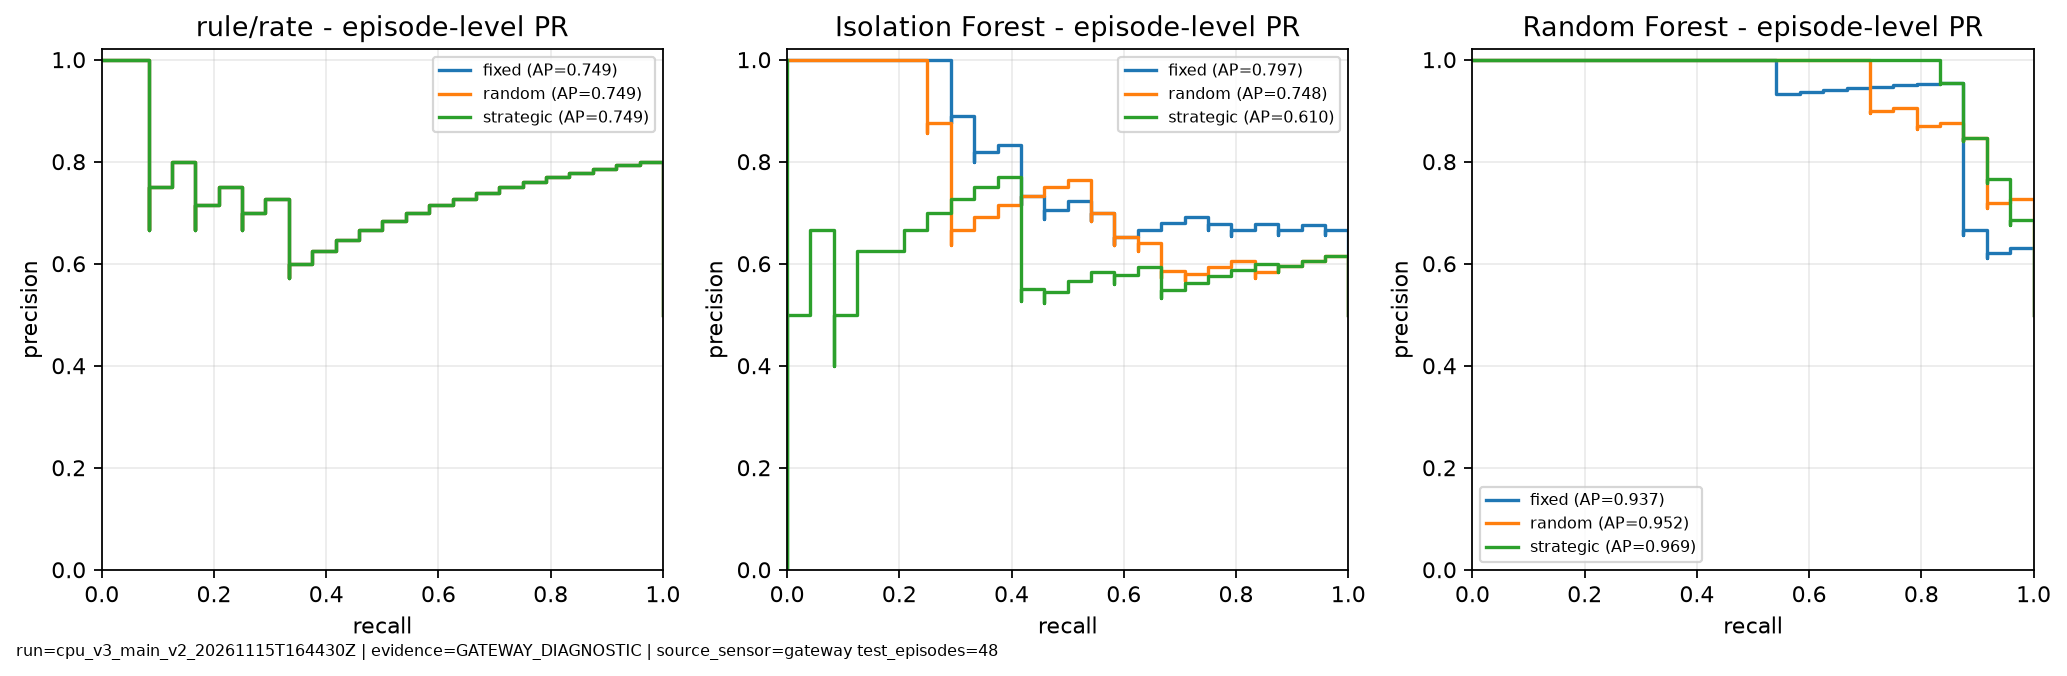 rule/rate - episode-level PR
precision
1.0
0.8
0.6
0.4
0.2
0.0
fixed (AP=0.749)
random (AP=0.749)
strategic (AP=0.749)
0.0 0.2 0.4 0.6 0.8 1.0
recall
Isolation Forest - episode-level PR
precision
1.0
0.8
0.6
0.4
0.2
0.0
fixed (AP=0.797)
random (AP=0.748)
strategic (AP=0.610)
0.0 0.2 0.4 0.6 0.8 1.0
recall
Random Forest - episode-level PR
precision
1.0
0.8
0.6
0.4
0.2
0.0
fixed (AP=0.937)
random (AP=0.952)
strategic (AP=0.969)
0.0 0.2 0.4 0.6 0.8 1.0
recall
run=cpu_v3_main_v2_20261115T164430Z | evidence=GATEWAY_DIAGNOSTIC | source_sensor=gateway test_episodes=48